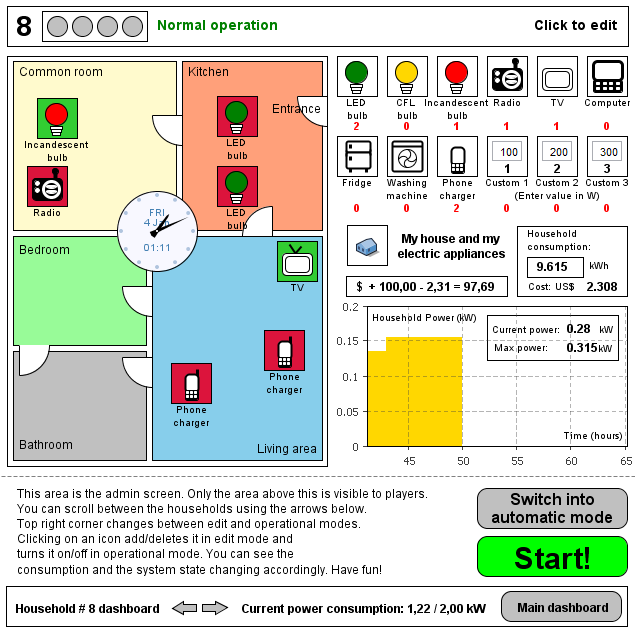 8
Normal operation
Click to edit
Common room
Kitchen
Entrance
Incandescent
bulb
LED
bulb
Radio
LED
bulb
FRI
01:11
Bedroom
TV
Phone
charger
Phone
charger
Bathroom
Living area
LED
bulb
2
CFL
bulb
0
Incandescent
bulb
1
Radio
1
TV
1
Computer
0
Fridge
0
Washing
machine
0
Phone
charger
2
100
1
Custom 1
0
200
2
Custom 2
0
300
3
Custom 3
0
(Enter value in W)
My house and my
electric appliances
$ + 100,00 - 2,31 = 97,69
Household
consumption:
9.615 kWh
Cost: US$ 2.308
Household Power (kW)
Current power: 0.28 kW
Max power: 0.315 kW
0.2
0.15
0.1
0.05
0
Time (hours)
45 50 55 60 65
This area is the admin screen. Only the area above this is visible to players.
You can scroll between the households using the arrows below.
Top right corner changes between edit and operational modes.
Clicking on an icon add/deletes it in edit mode and
turns it on/off in operational mode. You can see the
consumption and the system state changing accordingly. Have fun!
Switch into
automatic mode
Start!
Household # 8 dashboard
Current power consumption: 1,22 / 2,00 kW
Main dashboard